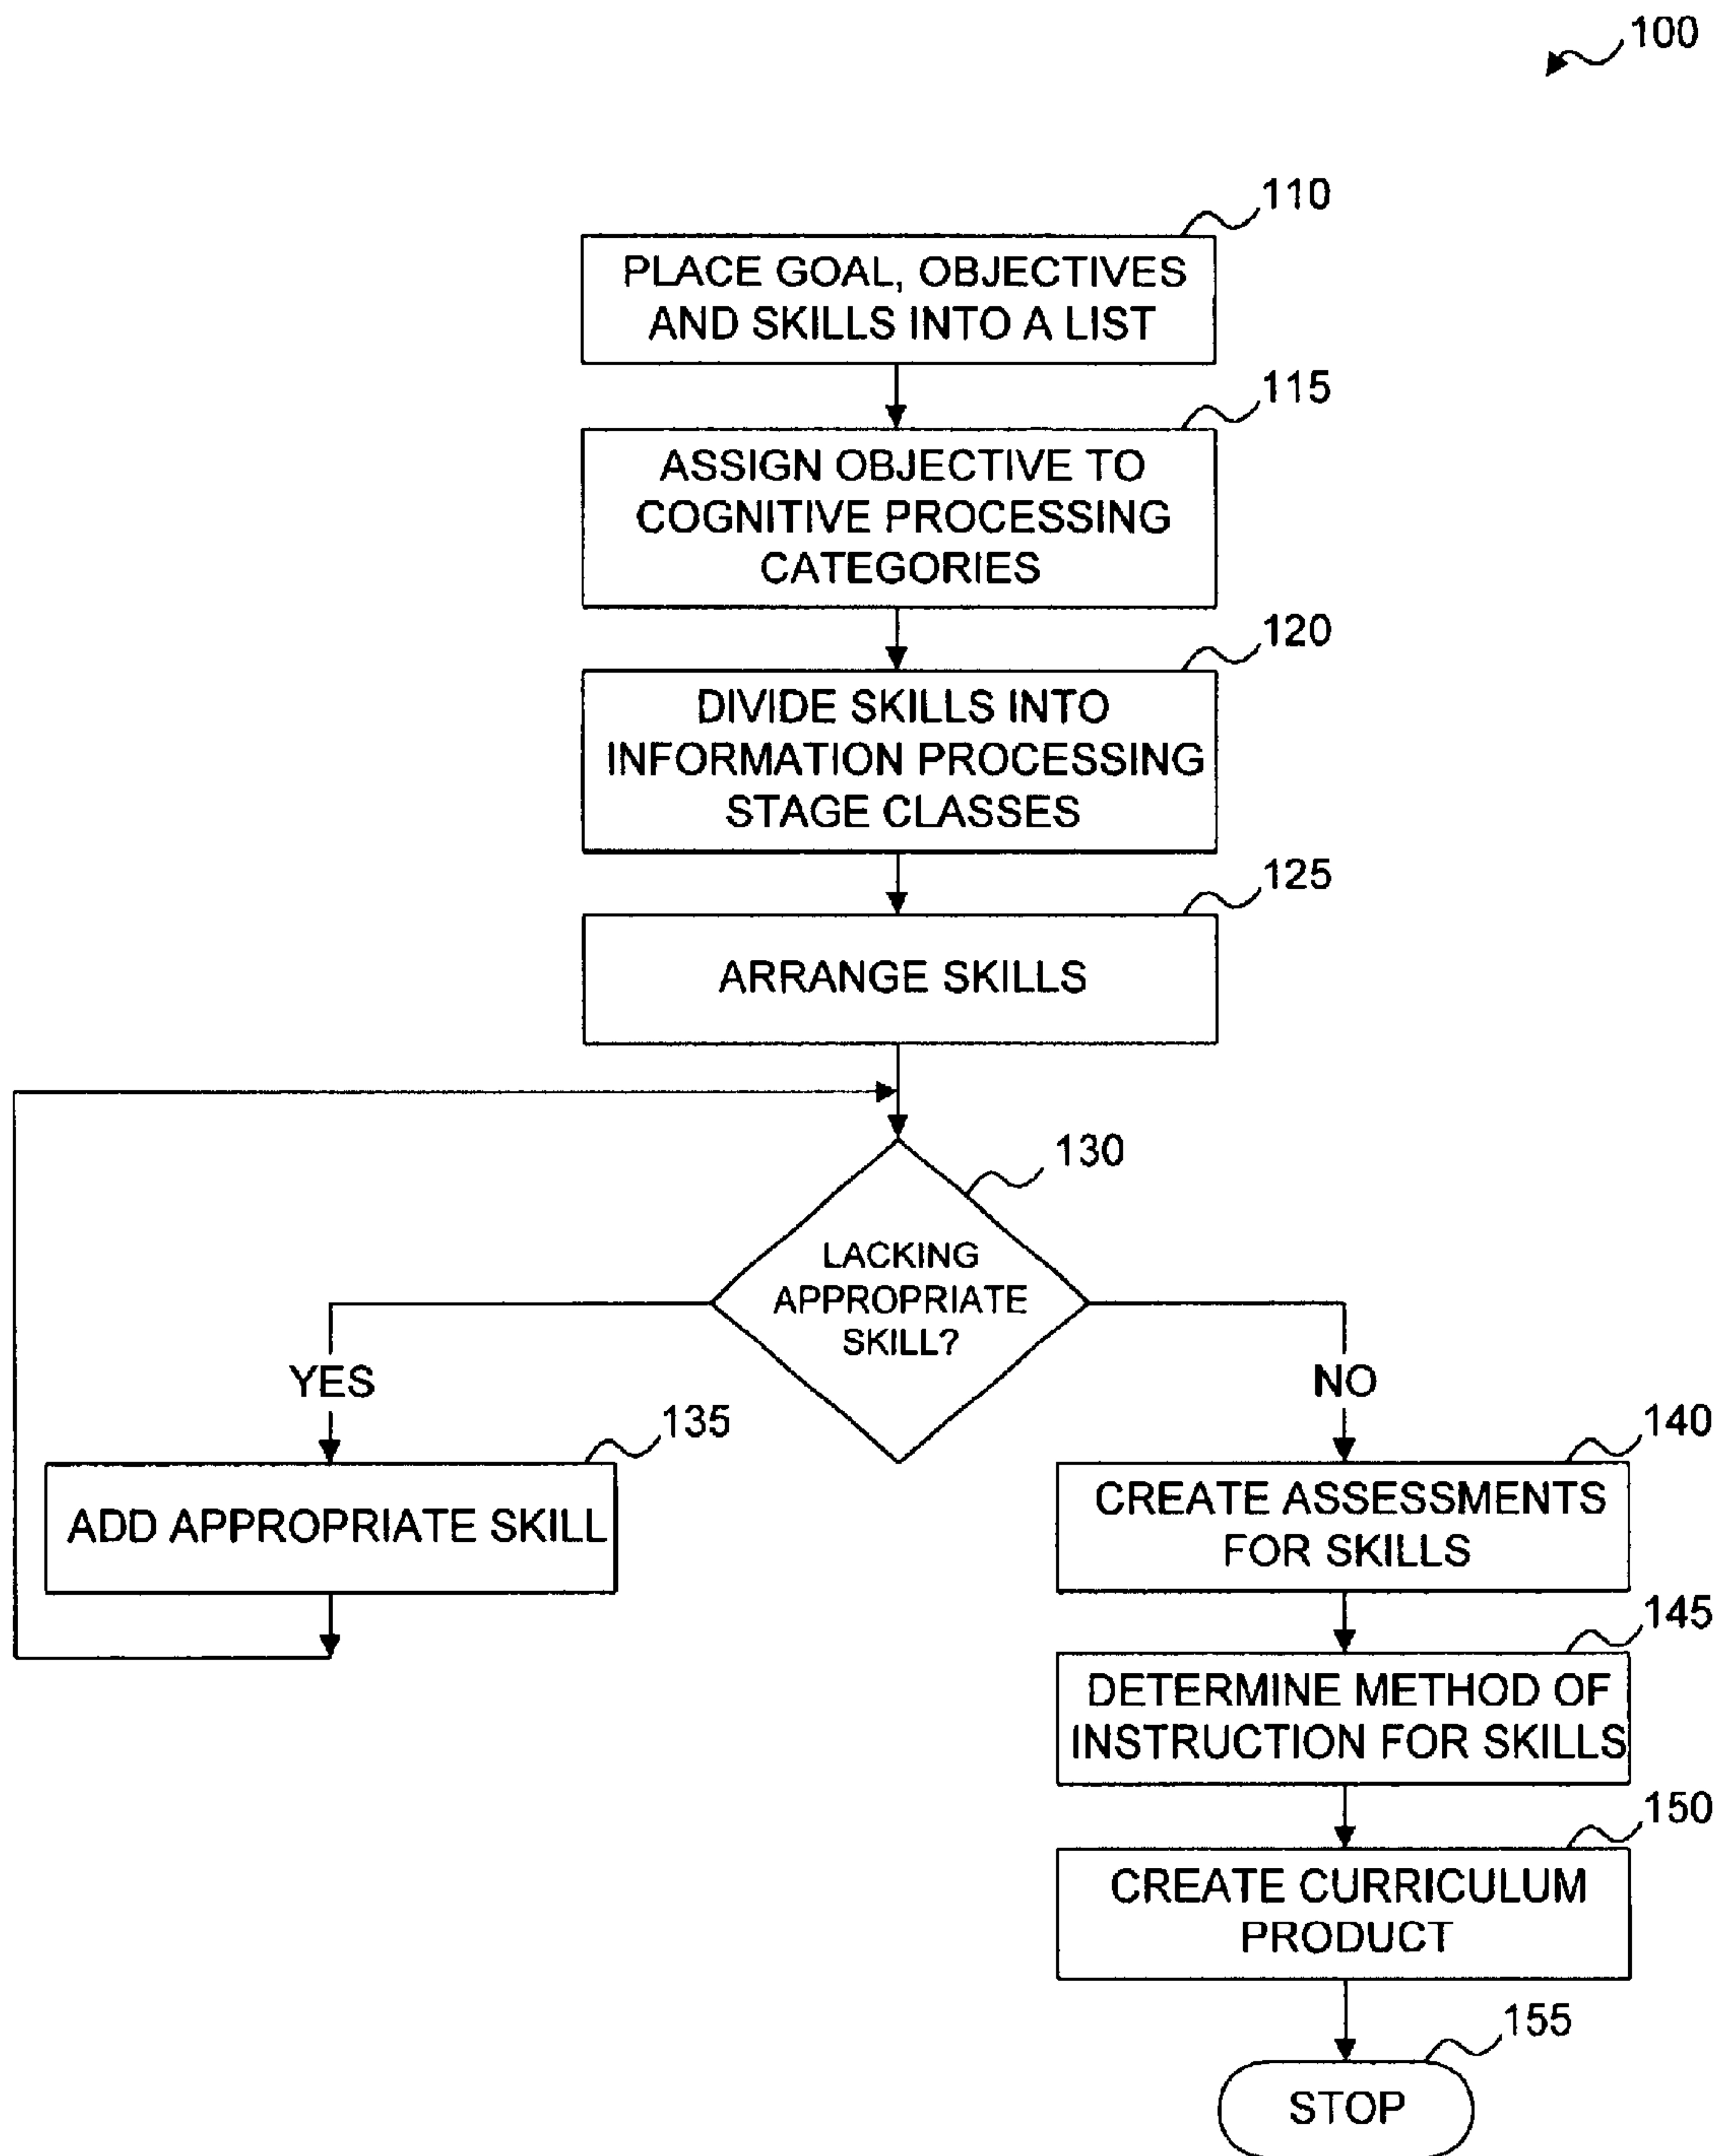 100
110
PLACE GOAL, OBJECTIVES
AND SKILLS INTO A LIST
115
ASSIGN OBJECTIVE TO
COGNITIVE PROCESSING
CATEGORIES
120
DIVIDE SKILLS INTO
INFORMATION PROCESSING
STAGE CLASSES
125
ARRANGE SKILLS
130
LACKING
APPROPRIATE
SKILL?
YES
135
ADD APPROPRIATE SKILL
NO
140
CREATE ASSESSMENTS
FOR SKILLS
145
DETERMINE METHOD OF
INSTRUCTION FOR SKILLS
150
CREATE CURRICULUM
PRODUCT
155
STOP